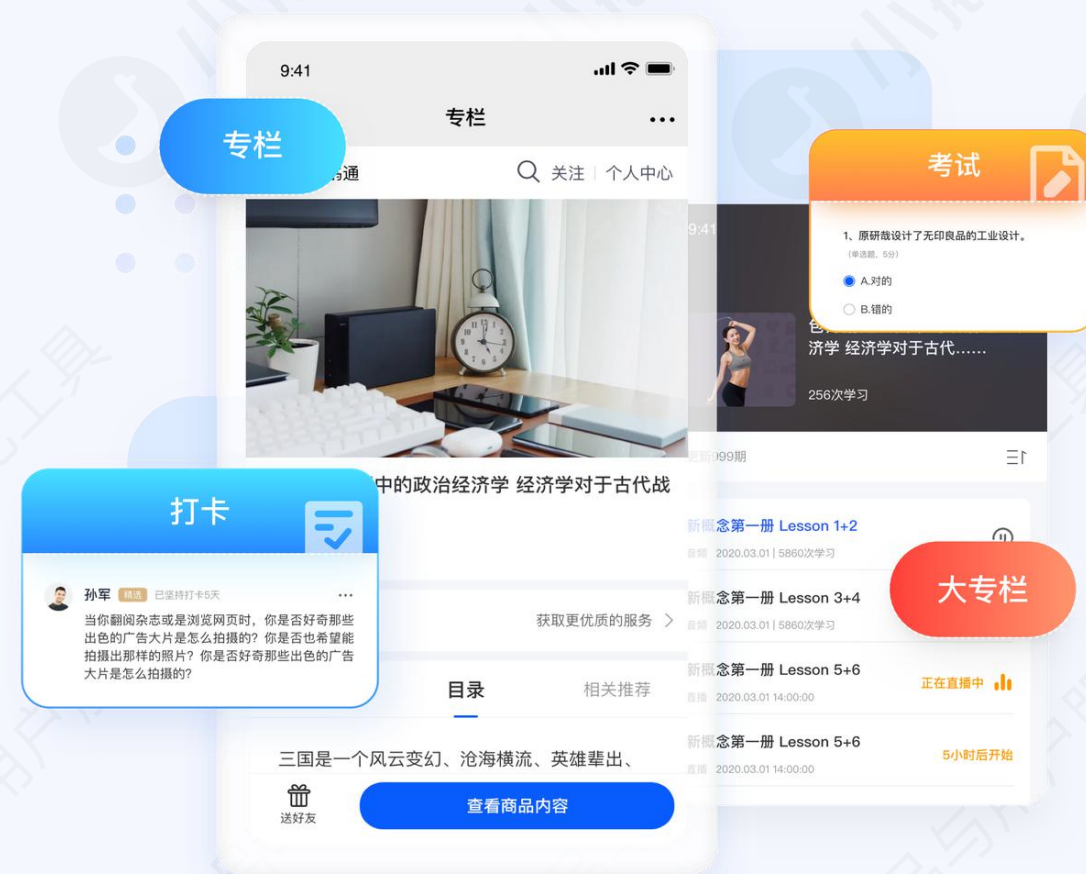 9:41
专栏
专栏
通
关注
个人中心
中的政治经济学 经济学对于古代战
获取更优质的服务
目录
相关推荐
三国是一个风云变幻、沧海横流、英雄辈出、
送好友
查看商品内容
打卡
孙军 精选 已坚持打卡5天
当你翻阅杂志或是浏览网页时，你是否好奇那些
出色的广告大片是怎么拍摄的？你是否也希望能
拍摄出那样的照片？你是否好奇那些出色的广告
大片是怎么拍摄的?
考试
1、原研哉设计了无印良品的工业设计。
（单选题，5分）
A.对的
B.错的
9:41
济学 经济学对于古代……
256次学习
更新999期
新概念第一册 Lesson 1+2
音频 2020.03.01 | 5860次学习
大专栏
新概念第一册 Lesson 3+4
音频 2020.03.01 | 5860次学习
新概念第一册 Lesson 5+6
直播 2020.03.01 14:00:00
正在直播中
新概念第一册 Lesson 5+6
直播 2020.03.01 14:00:00
5小时后开始